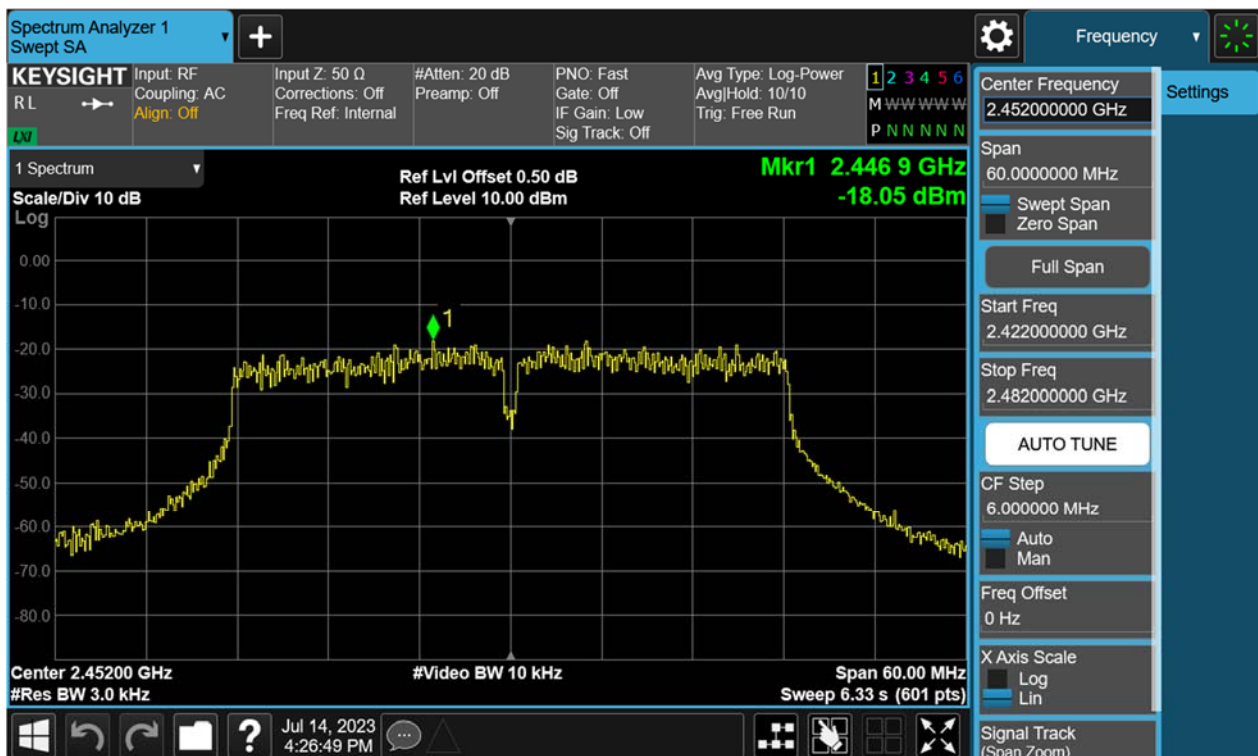 Spectrum Analyzer 1
Swept SA
+
Frequency
KEYSIGHT
R L
LXI
Input: RF
Coupling: AC
Align: Off
Input Z: 50 Ω
Corrections: Off
Freq Ref: Internal
#Atten: 20 dB
Preamp: Off
PNO: Fast
Gate: Off
IF Gain: Low
Sig Track: Off
Avg Type: Log-Power
Avg|Hold: 10/10
Trig: Free Run
1 2 3 4 5 6
M W W W W W
P N N N N N
1 Spectrum
Scale/Div 10 dB
Log
Ref Lvl Offset 0.50 dB
Ref Level 10.00 dBm
Mkr1 2.446 9 GHz
-18.05 dBm
0.00
-10.0
-20.0
-30.0
-40.0
-50.0
-60.0
-70.0
-80.0
1
Center 2.45200 GHz
#Video BW 10 kHz
Span 60.00 MHz
#Res BW 3.0 kHz
Sweep 6.33 s (601 pts)
Center Frequency
2.452000000 GHz
Settings
Span
60.0000000 MHz
Swept Span
Zero Span
Full Span
Start Freq
2.422000000 GHz
Stop Freq
2.482000000 GHz
AUTO TUNE
CF Step
6.000000 MHz
Auto
Man
Freq Offset
0 Hz
X Axis Scale
Log
Lin
Signal Track
(Span Zoom)
?
Jul 14, 2023
4:26:49 PM